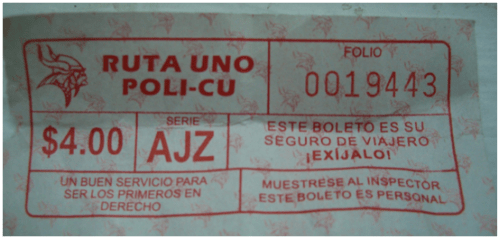 RUTA UNO
POLI-CU
FOLIO
0019443
$4.00
SERIE
AJZ
ESTE BOLETO ES SU
SEGURO DE VIAJERO
¡EXÍJALO!
UN BUEN SERVICIO PARA
SER LOS PRIMEROS EN
DERECHO
MUESTRESE AL INSPECTOR
ESTE BOLETO ES PERSONAL